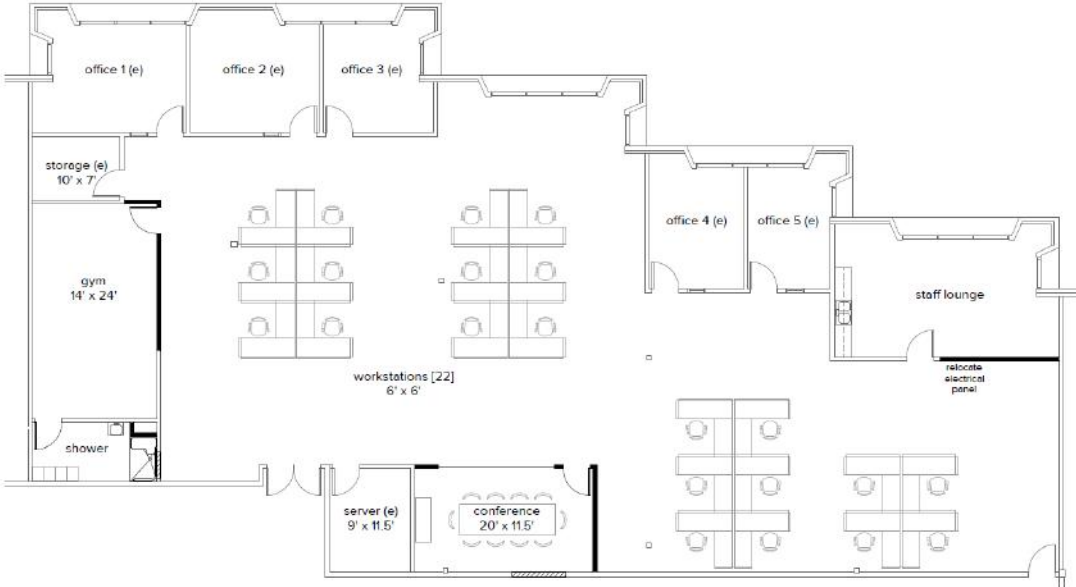 office 1 (e)
office 2 (e)
office 3 (e)
storage (e)
10' x 7'
office 4 (e)
office 5 (e)
gym
14' x 24'
staff lounge
workstations [22]
6' x 6'
relocate
electrical
panel
shower
server (e)
9' x 11.5'
conference
20' x 11.5'